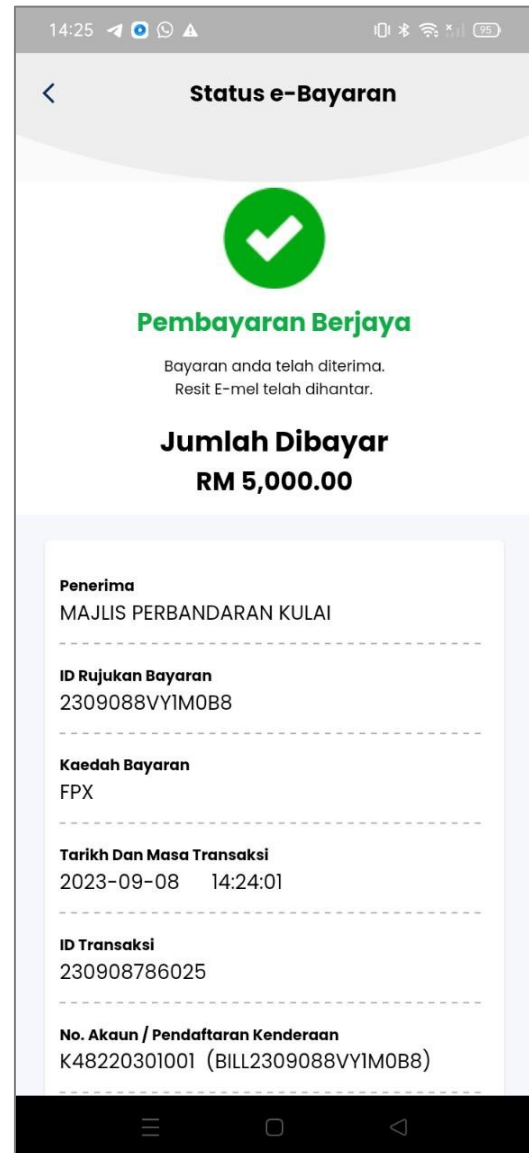 14:25
95
Status e-Bayaran
Pembayaran Berjaya
Bayaran anda telah diterima.
Resit E-mel telah dihantar.
Jumlah Dibayar
RM 5,000.00
Penerima
MAJLIS PERBANDARAN KULAI
ID Rujukan Bayaran
2309088VY1M0B8
Kaedah Bayaran
FPX
Tarikh Dan Masa Transaksi
2023-09-08 14:24:01
ID Transaksi
230908786025
No. Akaun / Pendaftaran Kenderaan
K48220301001 (BILL2309088VY1M0B8)